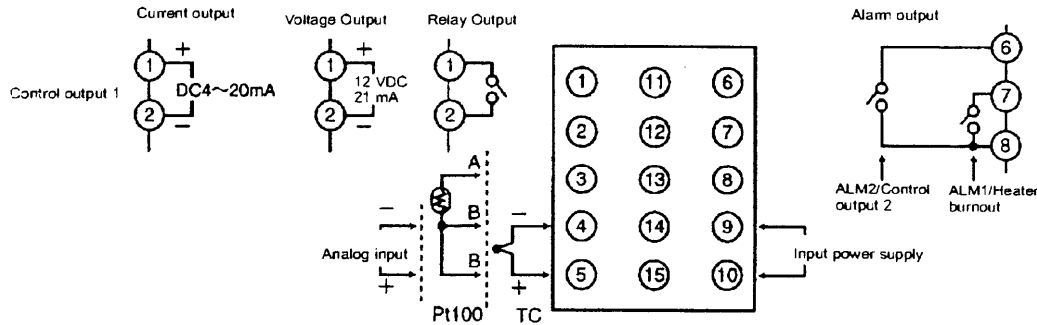 Current output
Voltage Output
Relay Output
Alarm output
Control output 1
+
1
DC4～20mA
2
−
+
1
12 VDC
21 mA
2
−
1
2
1 11 6
2 12 7
3 13 8
4 14 9
5 15 10
6
7
8
ALM2/Control
output 2
ALM1/Heater
burnout
A
B
B
−
Analog input
+
Pt100
−
+
TC
Input power supply